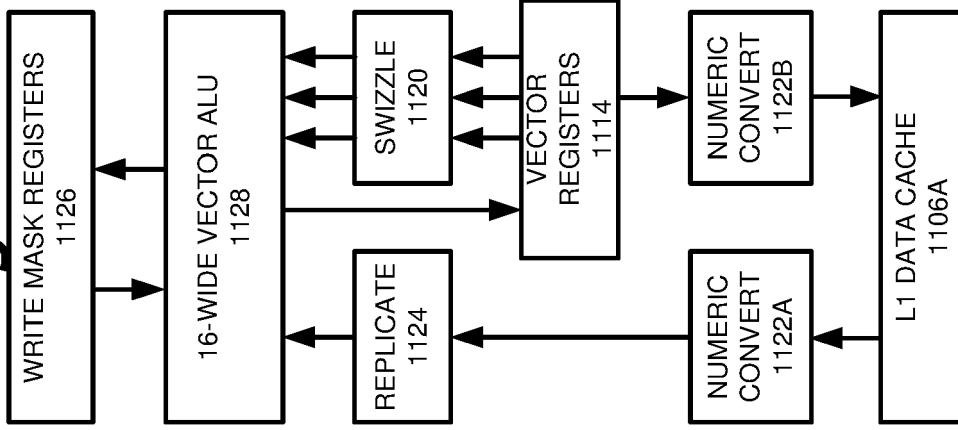 WRITE MASK REGISTERS
1126
16-WIDE VECTOR ALU
1128
REPLICATE
1124
SWIZZLE
1120
VECTOR
REGISTERS
1114
NUMERIC
CONVERT
1122A
NUMERIC
CONVERT
1122B
L1 DATA CACHE
1106A